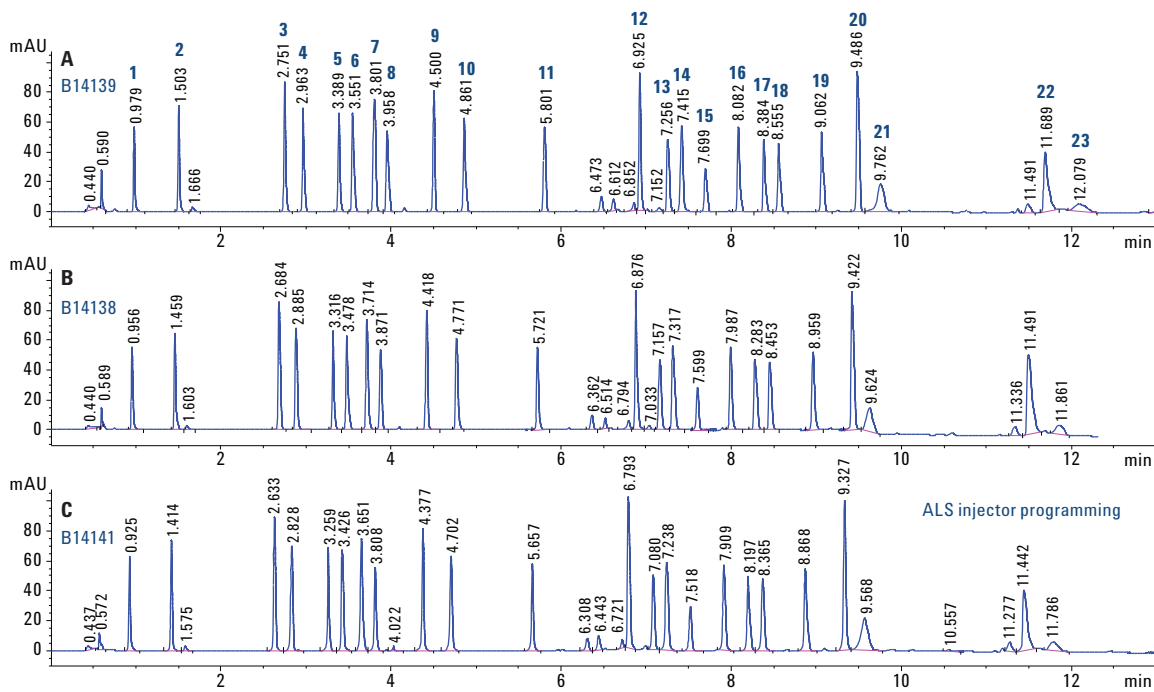 mAU
A
B14139
80
60
40
20
0
1 2 3 4 5 6 7 8 9 10 11 12 13 14 15 16 17 18 19 20 21 22 23
0.440 0.590 0.979 1.503 1.666 2.751 2.963 3.389 3.551 3.801 3.958 4.500 4.861 5.801 6.473 6.612 6.852 6.925 7.152 7.256 7.415 7.699 8.082 8.384 8.555 9.062 9.486 9.762 11.491 11.689 12.079
2 4 6 8 10 12 min
mAU
B
B14138
80
60
40
20
0
0.440 0.589 0.956 1.459 1.603 2.684 2.885 3.316 3.478 3.714 3.871 4.418 4.771 5.721 6.362 6.514 6.794 6.876 7.033 7.157 7.317 7.599 7.987 8.283 8.453 8.959 9.422 9.624 11.336 11.491 11.861
2 4 6 8 10 12 min
mAU
C
B14141
ALS injector programming
80
60
40
20
0
0.437 0.572 0.925 1.414 1.575 2.633 2.828 3.259 3.426 3.651 3.808 4.022 4.377 4.702 5.657 6.308 6.443 6.721 6.793 7.080 7.238 7.518 7.909 8.197 8.365 8.868 9.327 9.568 10.557 11.277 11.442 11.786
2 4 6 8 10 12 min